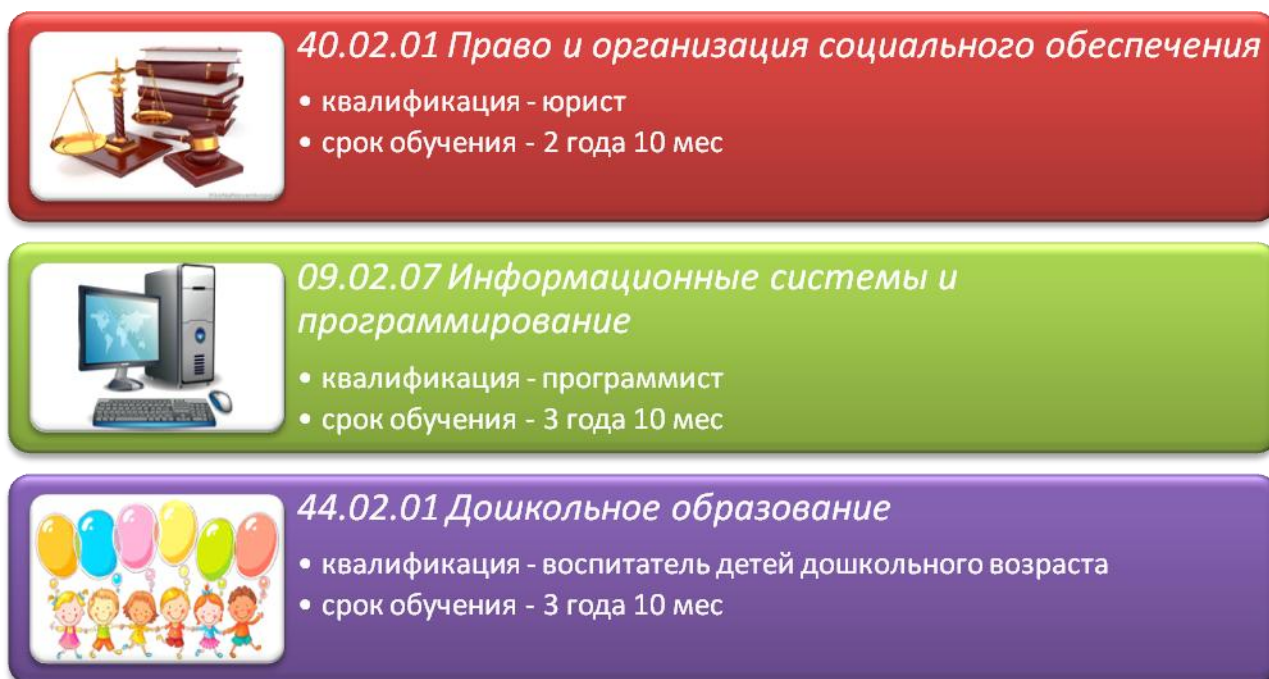 40.02.01 Право и организация социального обеспечения
• квалификация - юрист
• срок обучения - 2 года 10 мес
09.02.07 Информационные системы и
программирование
• квалификация - программист
• срок обучения - 3 года 10 мес
44.02.01 Дошкольное образование
• квалификация - воспитатель детей дошкольного возраста
• срок обучения - 3 года 10 мес